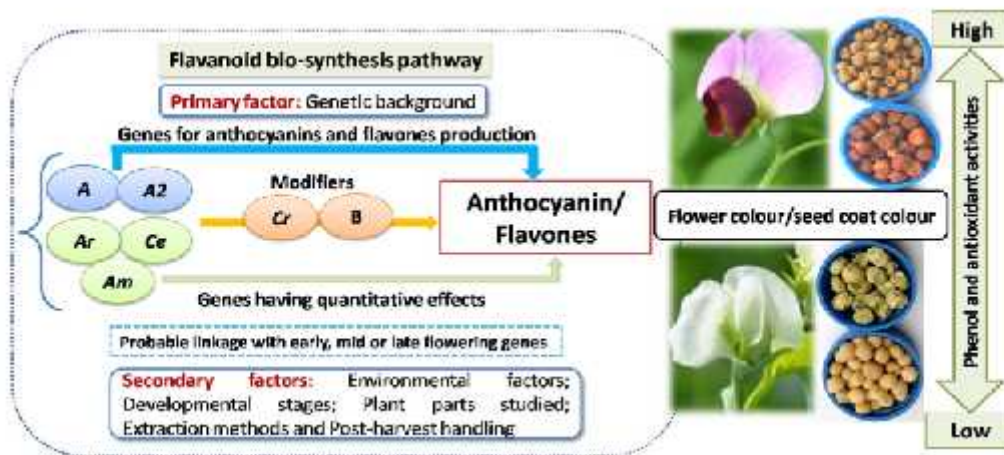 Flavanoid bio-synthesis pathway
Primary factor: Genetic background
Genes for anthocyanins and flavones production
A
A2
Modifiers
Ar
Ce
Cr
B
Am
Anthocyanin/
Flavones
Genes having quantitative effects
Probable linkage with early, mid or late flowering genes
Secondary factors: Environmental factors;
Developmental stages; Plant parts studied;
Extraction methods and Post-harvest handling
Flower colour/seed coat colour
High
Phenol and antioxidant activities
Low